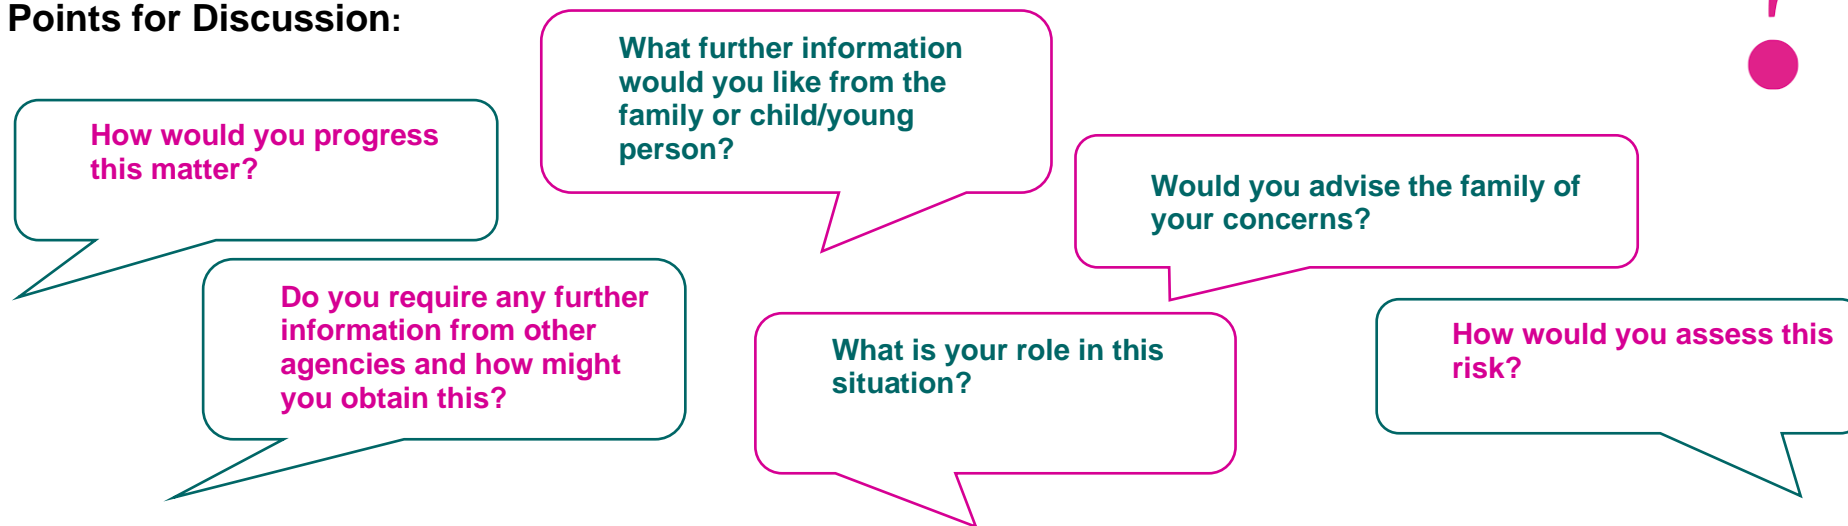 Points for Discussion:
How would you progress
this matter?
What further information
would you like from the
family or child/young
person?
Would you advise the family of
your concerns?
Do you require any further
information from other
agencies and how might
you obtain this?
What is your role in this
situation?
How would you assess this
risk?